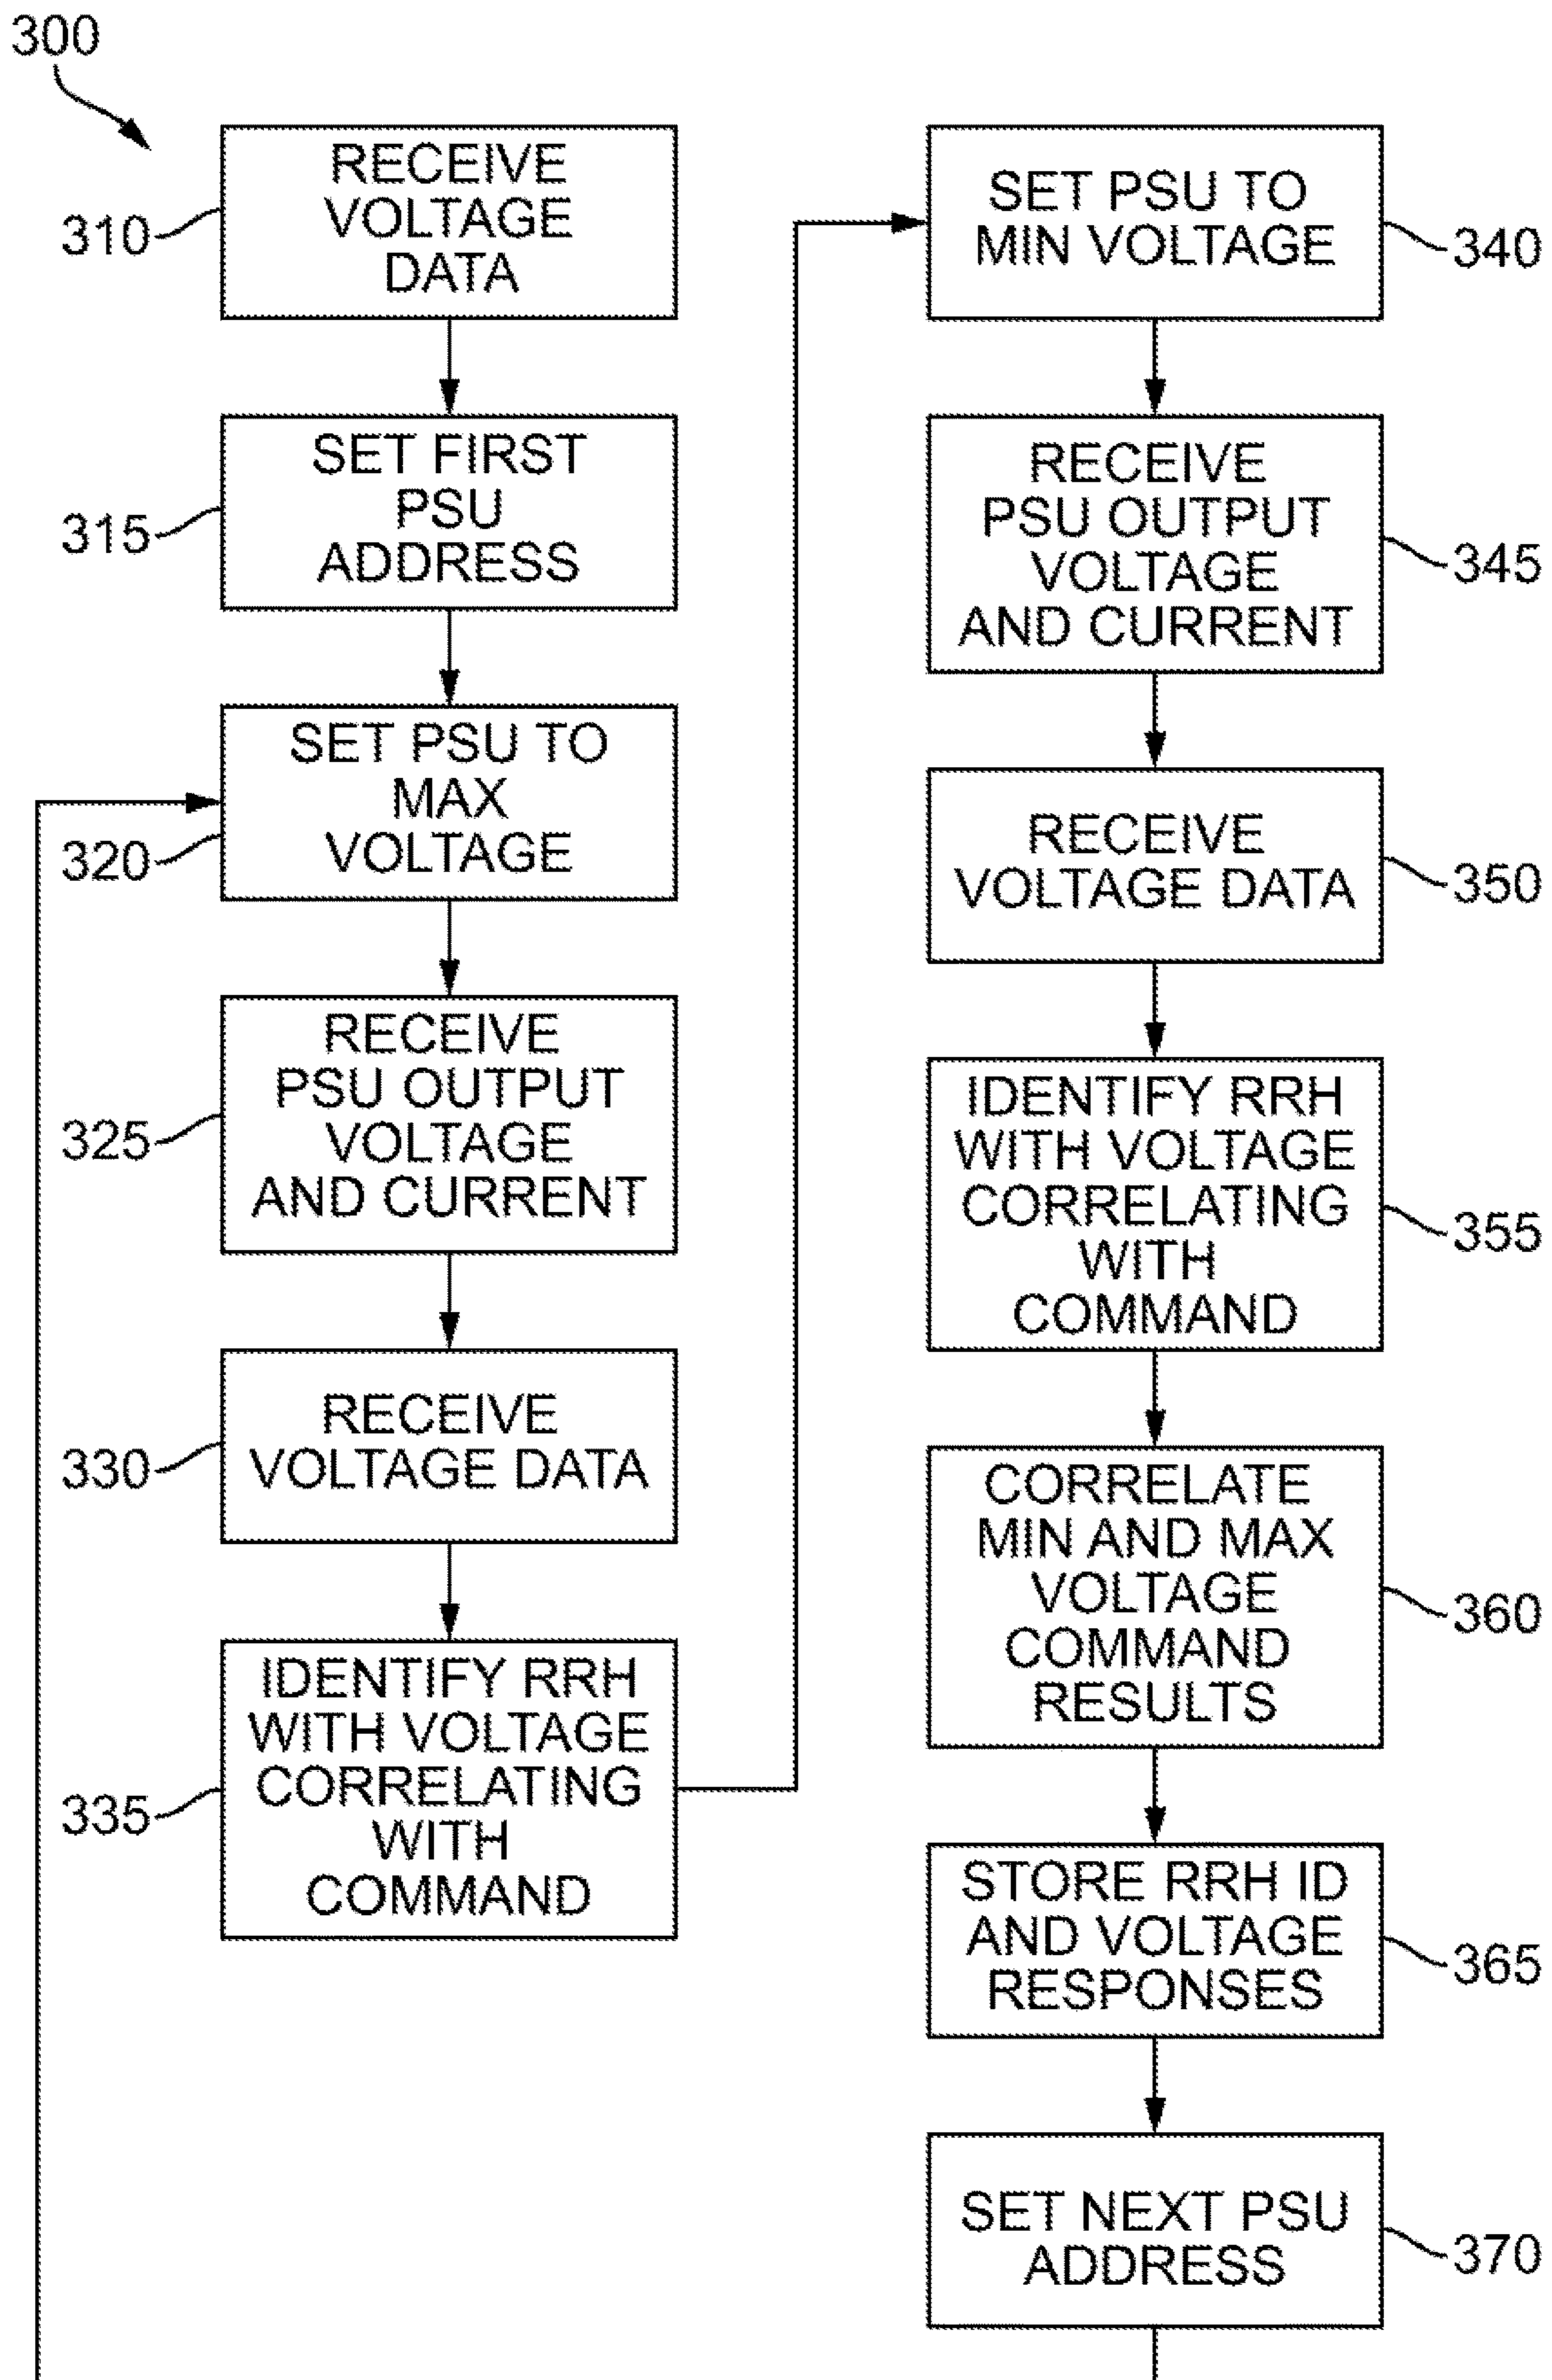 300
RECEIVE
VOLTAGE
DATA
310
SET FIRST
PSU
ADDRESS
315
SET PSU TO
MAX
VOLTAGE
320
RECEIVE
PSU OUTPUT
VOLTAGE
AND CURRENT
325
RECEIVE
VOLTAGE DATA
330
IDENTIFY RRH
WITH VOLTAGE
CORRELATING
WITH
COMMAND
335
SET PSU TO
MIN VOLTAGE
340
RECEIVE
PSU OUTPUT
VOLTAGE
AND CURRENT
345
RECEIVE
VOLTAGE DATA
350
IDENTIFY RRH
WITH VOLTAGE
CORRELATING
WITH
COMMAND
355
CORRELATE
MIN AND MAX
VOLTAGE
COMMAND
RESULTS
360
STORE RRH ID
AND VOLTAGE
RESPONSES
365
SET NEXT PSU
ADDRESS
370